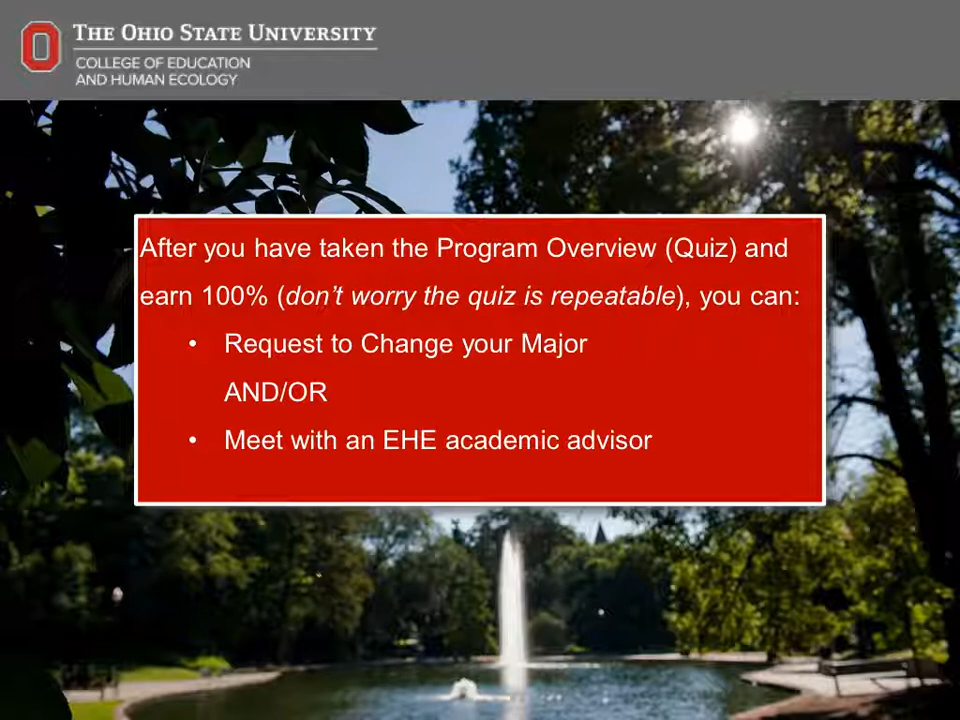 THE OHIO STATE UNIVERSITY
COLLEGE OF EDUCATION
AND HUMAN ECOLOGY
After you have taken the Program Overview (Quiz) and
earn 100% (don’t worry the quiz is repeatable), you can:
• Request to Change your Major
AND/OR
• Meet with an EHE academic advisor